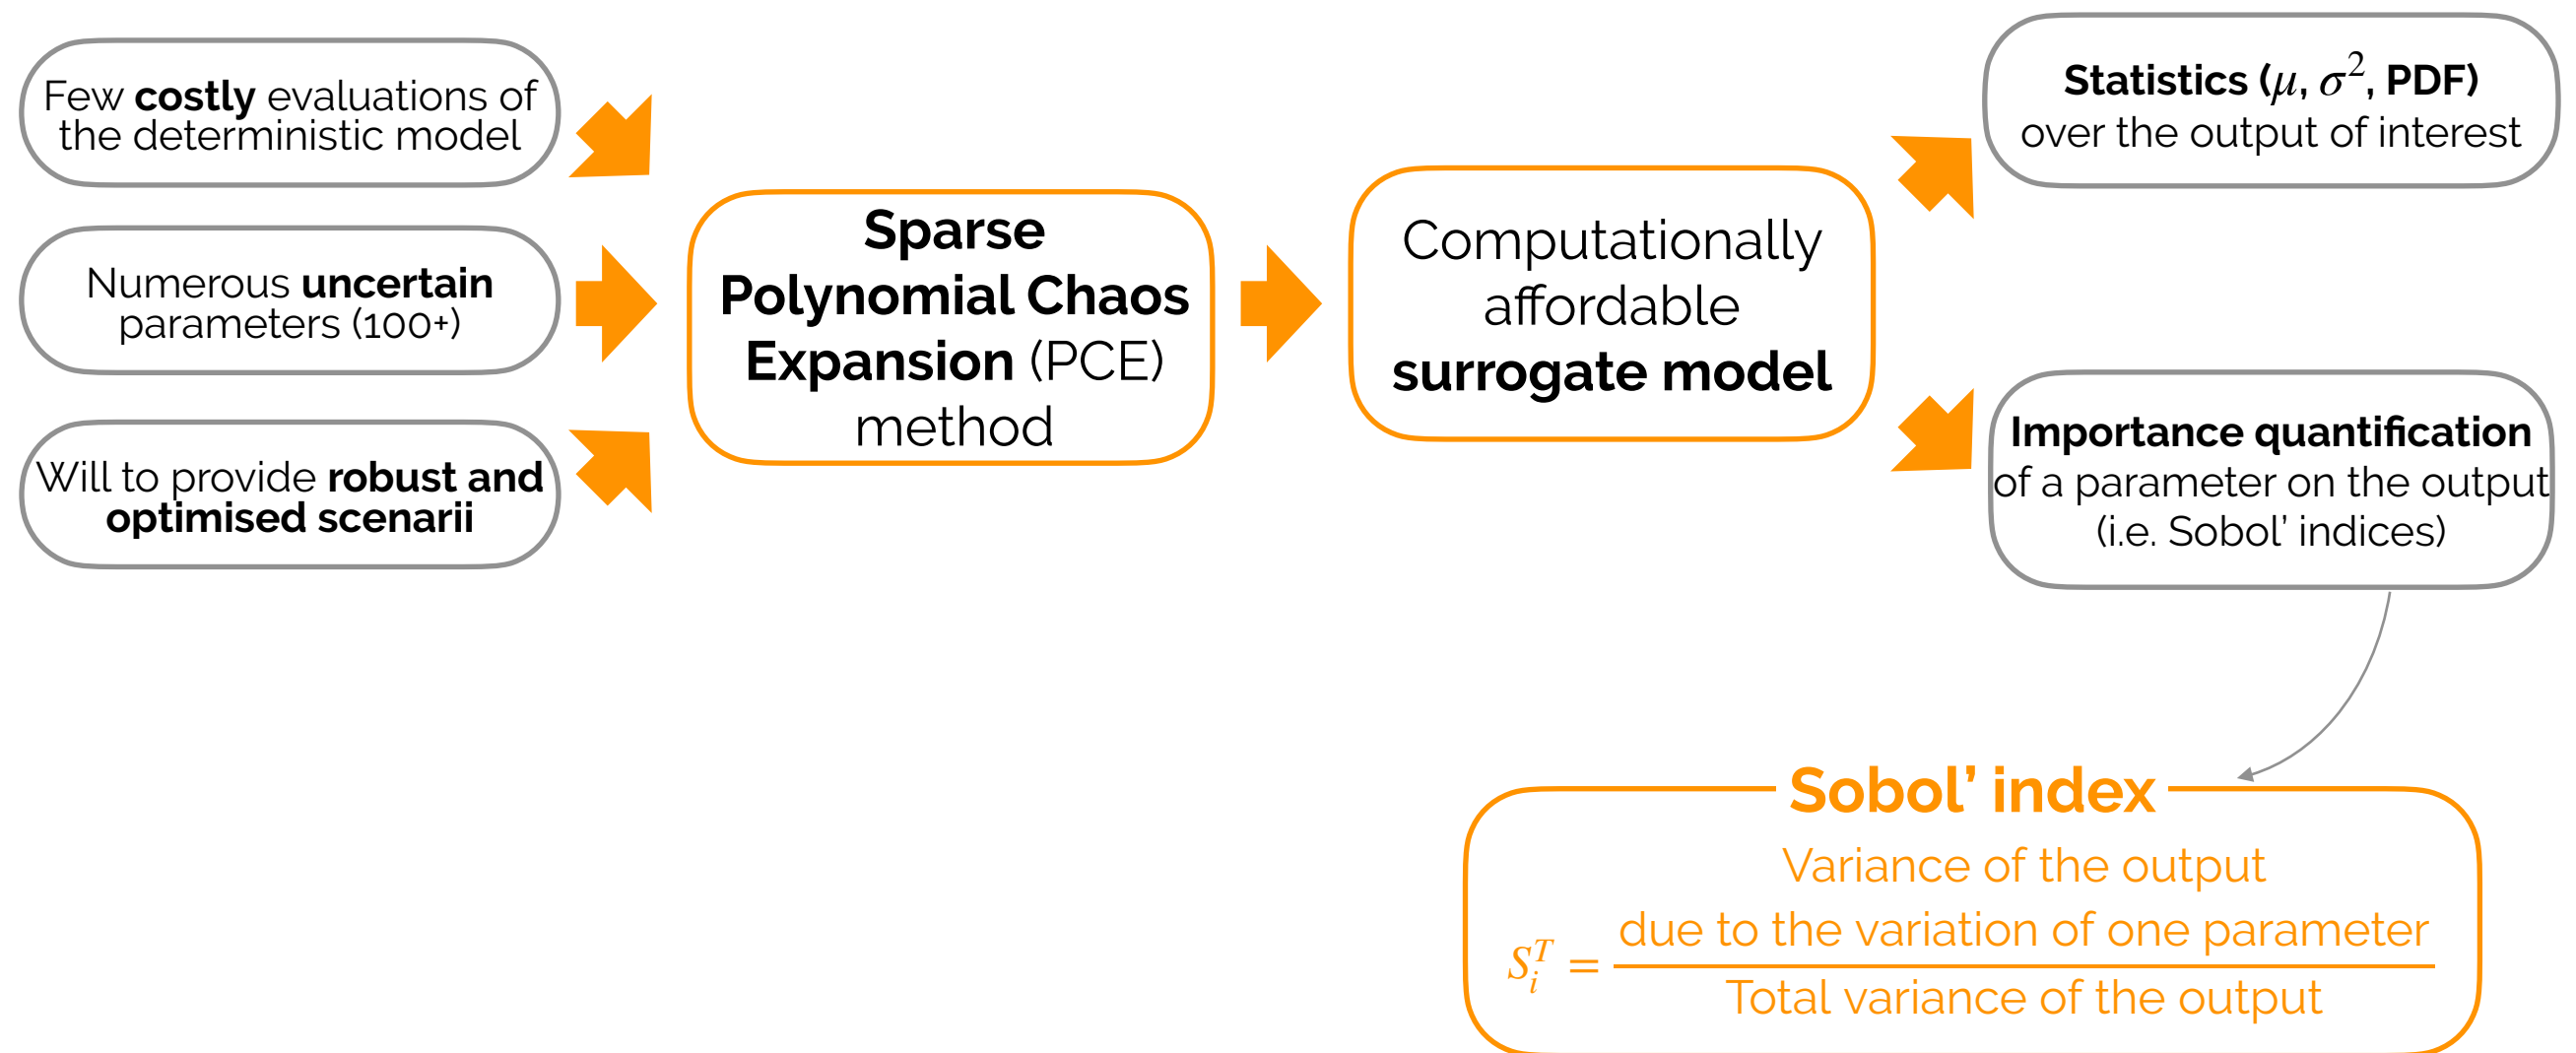 Few costly evaluations of
the deterministic model
Numerous uncertain
parameters (100+)
Will to provide robust and
optimised scenarii
Sparse
Polynomial Chaos
Expansion (PCE)
method
Computationally
affordable
surrogate model
Statistics (μ, σ², PDF)
over the output of interest
Importance quantification
of a parameter on the output
(i.e. Sobol’ indices)
Sobol’ index
Variance of the output
due to the variation of one parameter
S_i^T =
Total variance of the output